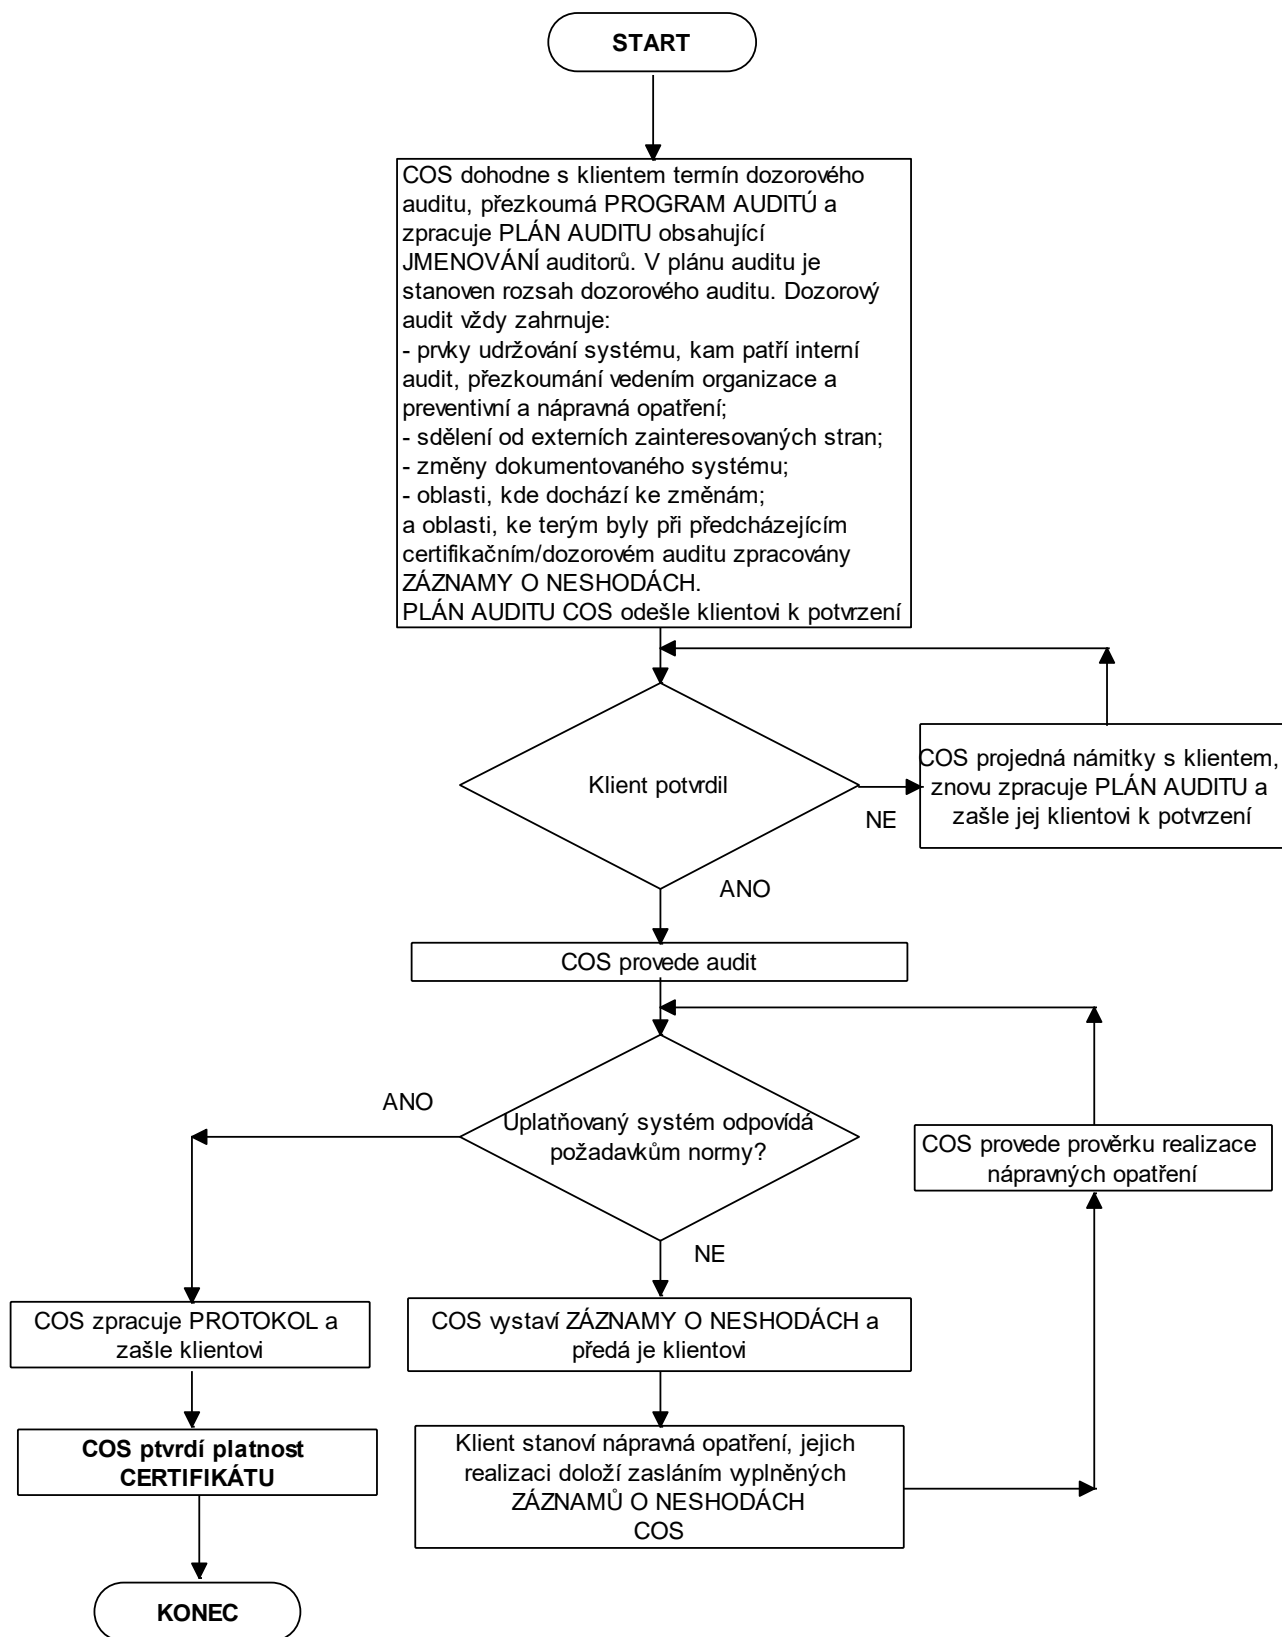 START
COS dohodne s klientem termín dozorového
auditu, přezkoumá PROGRAM AUDITÚ a
zpracuje PLÁN AUDITU obsahující
JMENOVÁNÍ auditorů. V plánu auditu je
stanoven rozsah dozorového auditu. Dozorový
audit vždy zahrnuje:
- prvky udržování systému, kam patří interní
audit, přezkoumání vedením organizace a
preventivní a nápravná opatření;
- sdělení od externích zainteresovaných stran;
- změny dokumentovaného systému;
- oblasti, kde dochází ke změnám;
a oblasti, ke terým byly při předcházejícím
certifikačním/dozorovém auditu zpracovány
ZÁZNAMY O NESHODÁCH.
PLÁN AUDITU COS odešle klientovi k potvrzení
Klient potvrdil
NE
COS projedná námitky s klientem,
znovu zpracuje PLÁN AUDITU a
zašle jej klientovi k potvrzení
ANO
COS provede audit
ANO
Uplatňovaný systém odpovídá
požadavkům normy?
COS provede prověrku realizace
nápravných opatření
NE
COS zpracuje PROTOKOL a
zašle klientovi
COS vystaví ZÁZNAMY O NESHODÁCH a
předá je klientovi
COS ptvrdí platnost
CERTIFIKÁTU
Klient stanoví nápravná opatření, jejich
realizaci doloží zasláním vyplněných
ZÁZNAMŮ O NESHODÁCH
COS
KONEC